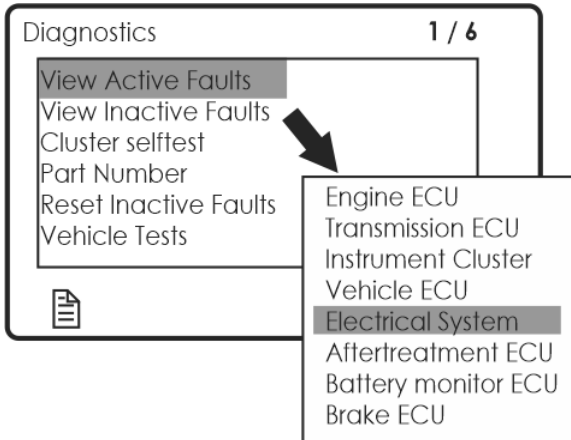 Diagnostics 1 / 6
View Active Faults
View Inactive Faults
Cluster selftest
Part Number
Reset Inactive Faults
Vehicle Tests
Engine ECU
Transmission ECU
Instrument Cluster
Vehicle ECU
Electrical System
Aftertreatment ECU
Battery monitor ECU
Brake ECU